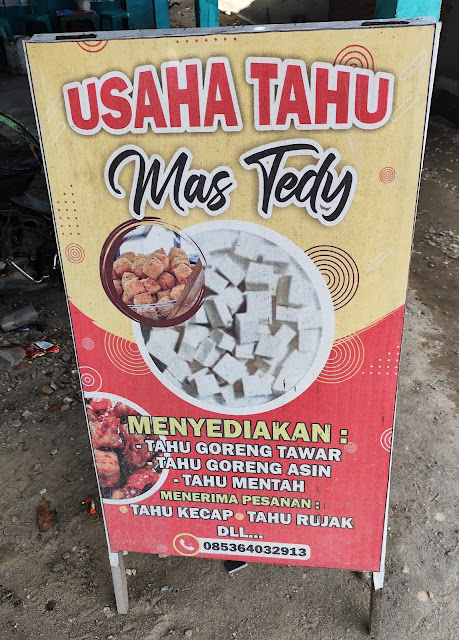 USAHA TAHU
Mas Tedy
MENYEDIAKAN :
- TAHU GORENG TAWAR
- TAHU GORENG ASIN
- TAHU MENTAH
MENERIMA PESANAN :
• TAHU KECAP • TAHU RUJAK
DLL...
085364032913